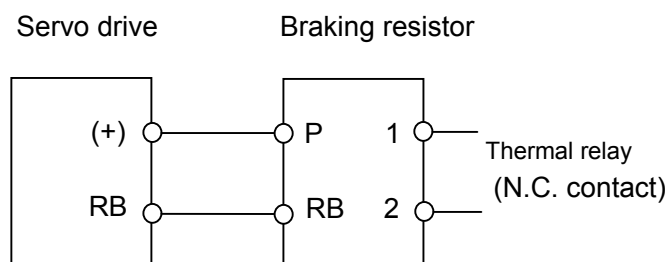 Servo drive
Braking resistor
(+)
P
1
Thermal relay
(N.C. contact)
RB
RB
2